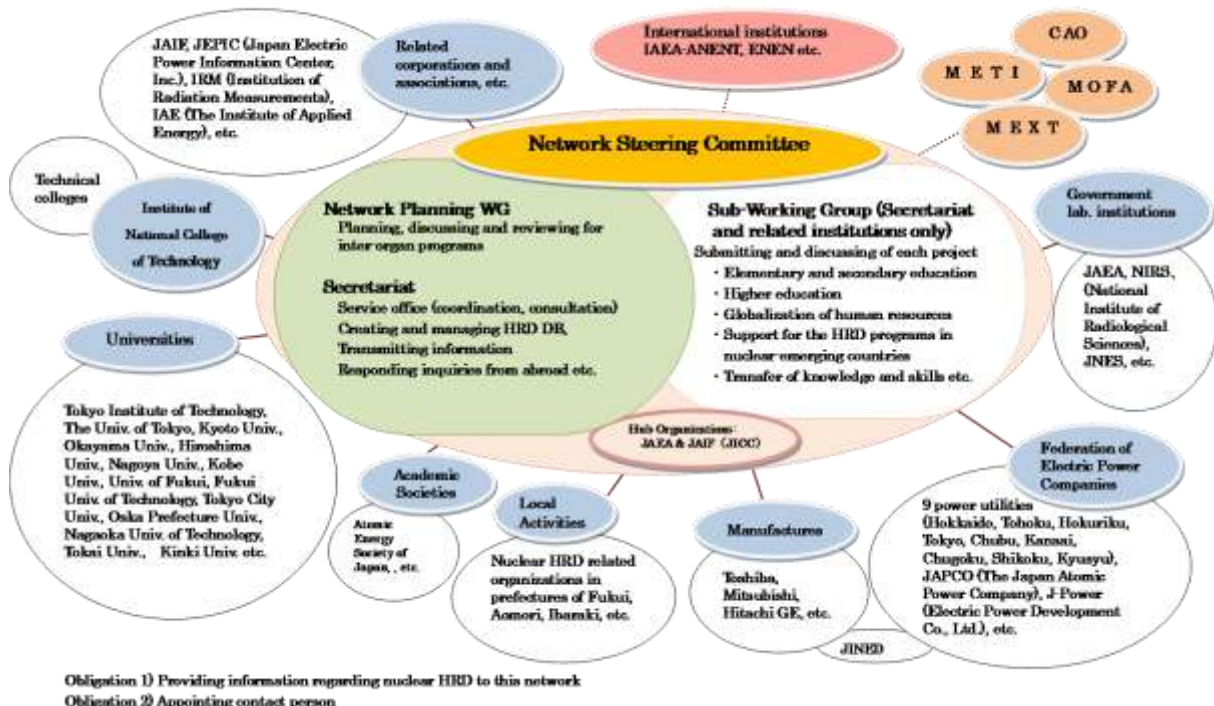 JAIF, JEPIC (Japan Electric
Power Information Center,
Inc.), IRM (Institution of
Radiation Measurements),
IAE (The Institute of Applied
Energy), etc.
Related
corporations and
associations, etc.
International institutions
IAEA-ANENT, ENEN etc.
CAO
M E T I
M O F A
M E X T
Network Steering Committee
Technical
colleges
Institute of
National College
of Technology
Network Planning WG
Planning, discussing and reviewing for
inter organ programs
Secretariat
Service office (coordination, consultation)
Creating and managing HRD DB,
Transmitting information
Responding inquiries from abroad etc.
Sub-Working Group (Secretariat
and related institutions only)
Submitting and discussing of each project
・Elementary and secondary education
・Higher education
・Globalization of human resources
・Support for the HRD programs in
nuclear-emerging countries
・Transfer of knowledge and skills etc.
Government
lab. institutions
JAEA, NIRS,
(National
Institute of
Radiological
Sciences),
JNES, etc.
Universities
Tokyo Institute of Technology,
The Univ. of Tokyo, Kyoto Univ.,
Okayama Univ., Hiroshima
Univ., Nagoya Univ., Kobe
Univ., Univ. of Fukui, Fukui
Univ. of Technology, Tokyo City
Univ., Oska Prefecture Univ.,
Nagaoka Univ. of Technology,
Tokai Univ., Kinki Univ. etc.
Hub Organizations:
JAEA & JAIF (JICC)
Academic
Societies
Atomic
Energy
Society of
Japan, , etc.
Local
Activities
Nuclear HRD related
organizations in
prefectures of Fukui,
Aomori, Ibaraki, etc.
Manufactures
Toshiba,
Mitsubishi,
Hitachi GE, etc.
JINED
Federation of
Electric Power
Companies
9 power utilities
(Hokkaido, Tohoku, Hokuriku,
Tokyo, Chubu, Kansai,
Chugoku, Shikoku, Kyusyu),
JAPCO (The Japan Atomic
Power Company), J-Power
(Electric Power Development
Co., Ltd.), etc.
Obligation 1) Providing information regarding nuclear HRD to this network
Obligation 2) Appointing contact person